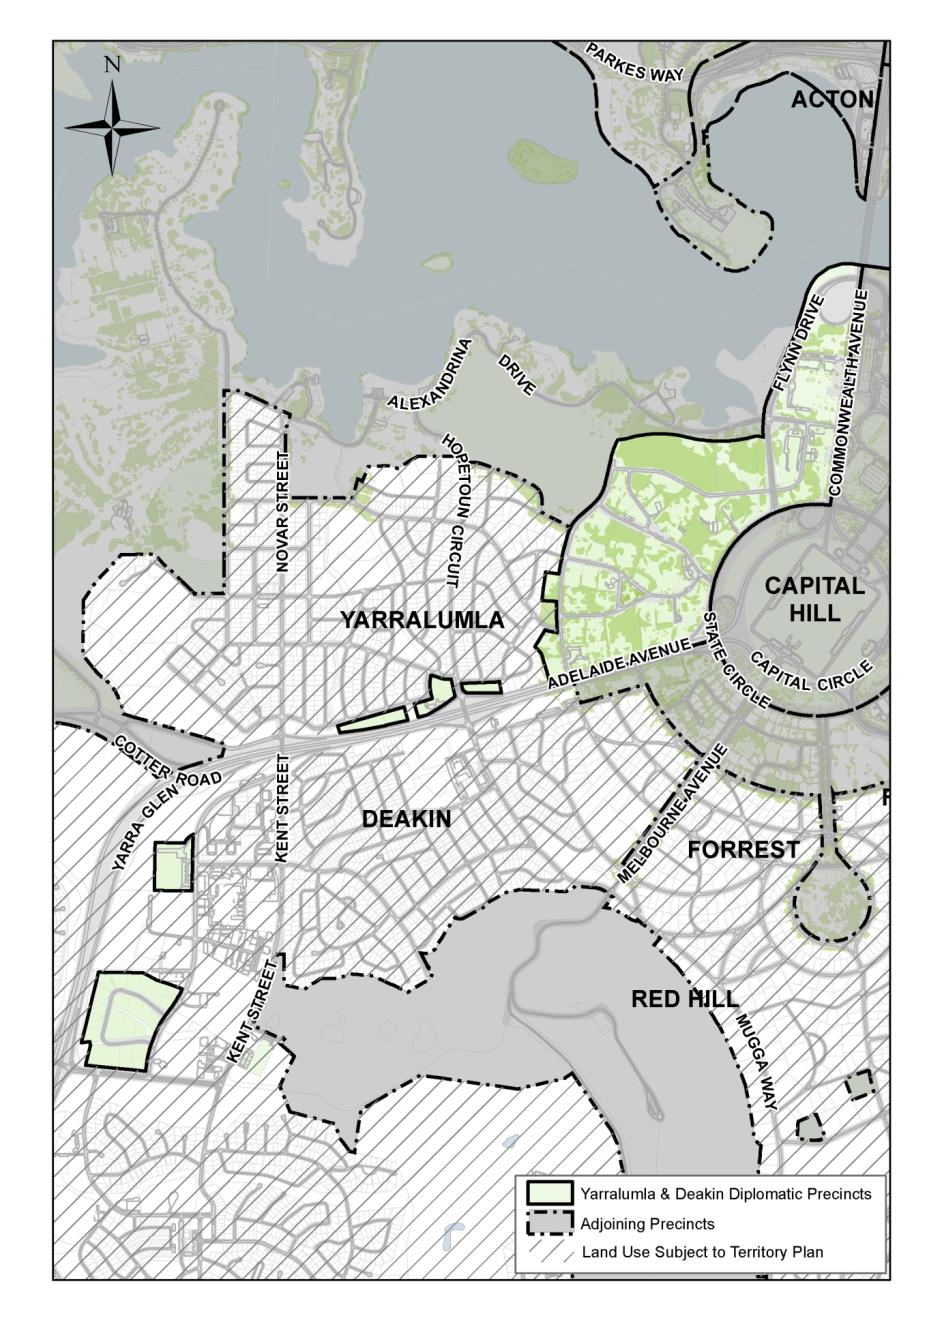 PARKES WAY
N
ACTON
FLYNN DRIVE
COMMONWEALTH AVENUE
ALEXANDRINA
DRIVE
HOPETOUN CIRCUIT
NOVAR STREET
CAPITAL
HILL
YARRALUMLA
STATE CIRCLE
ADELAIDE AVENUE
CAPITAL CIRCLE
COTTER ROAD
YARRA GLEN
KENT STREET
DEAKIN
MELBOURNE AVENUE
FORREST
KENT STREET
RED HILL
MUGGA WAY
Yarralumla & Deakin Diplomatic Precincts
Adjoining Precincts
Land Use Subject to Territory Plan